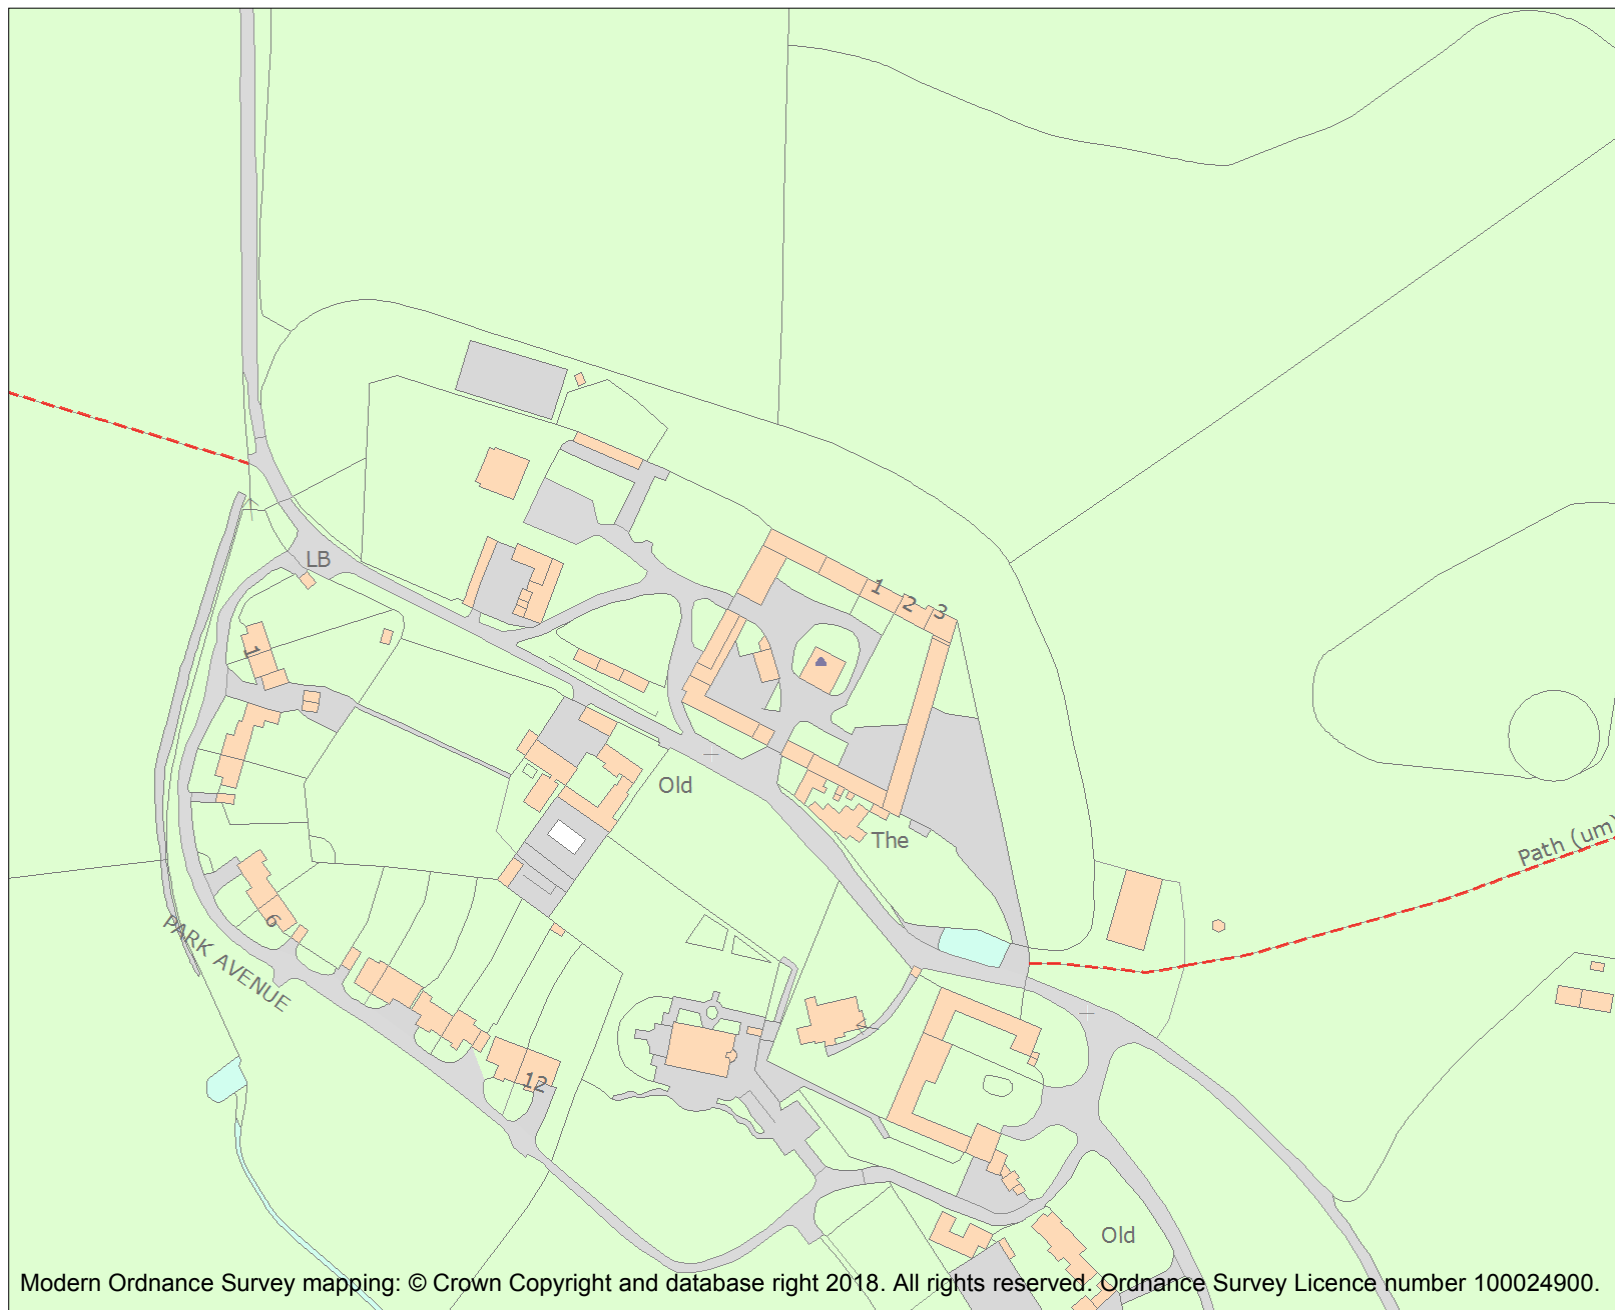 LB
1
2
3
1
Old
The
Path (um)
6
PARK AVENUE
12
Old
Modern Ordnance Survey mapping: © Crown Copyright and database right 2018. All rights reserved. Ordnance Survey Licence number 100024900.